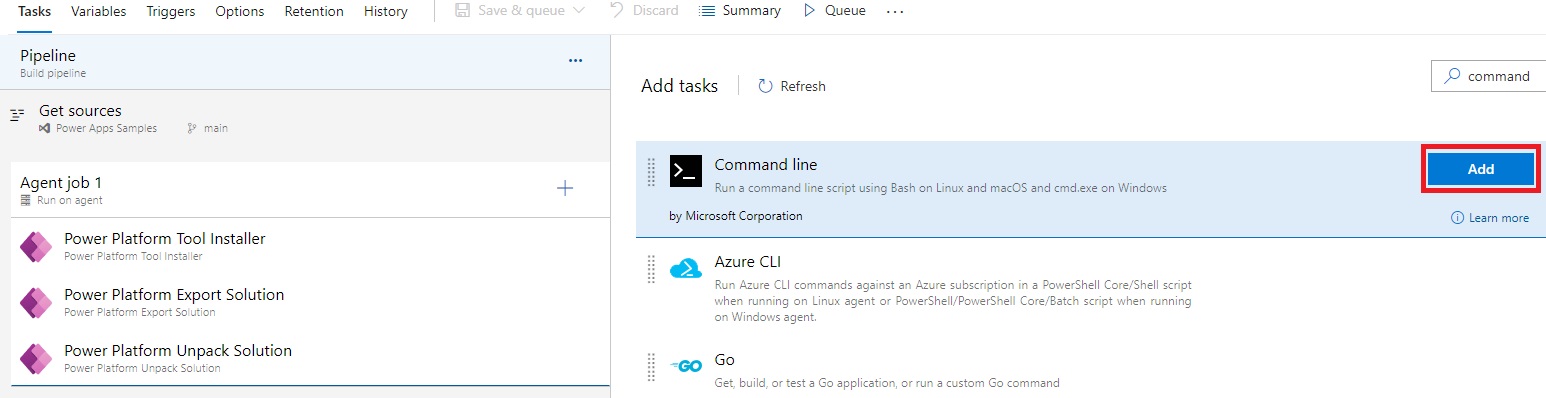 Tasks Variables Triggers Options Retention History Save & queue Discard Summary Queue ...
Pipeline
Build pipeline
Get sources
Power Apps Samples main
Agent job 1
Run on agent
Power Platform Tool Installer
Power Platform Tool Installer
Power Platform Export Solution
Power Platform Export Solution
Power Platform Unpack Solution
Power Platform Unpack Solution
Add tasks Refresh
command
Command line
Run a command line script using Bash on Linux and macOS and cmd.exe on Windows
Add
by Microsoft Corporation
Learn more
Azure CLI
Run Azure CLI commands against an Azure subscription in a PowerShell Core/Shell script
when running on Linux agent or PowerShell/PowerShell Core/Batch script when running
on Windows agent.
GO
Go
Get, build, or test a Go application, or run a custom Go command